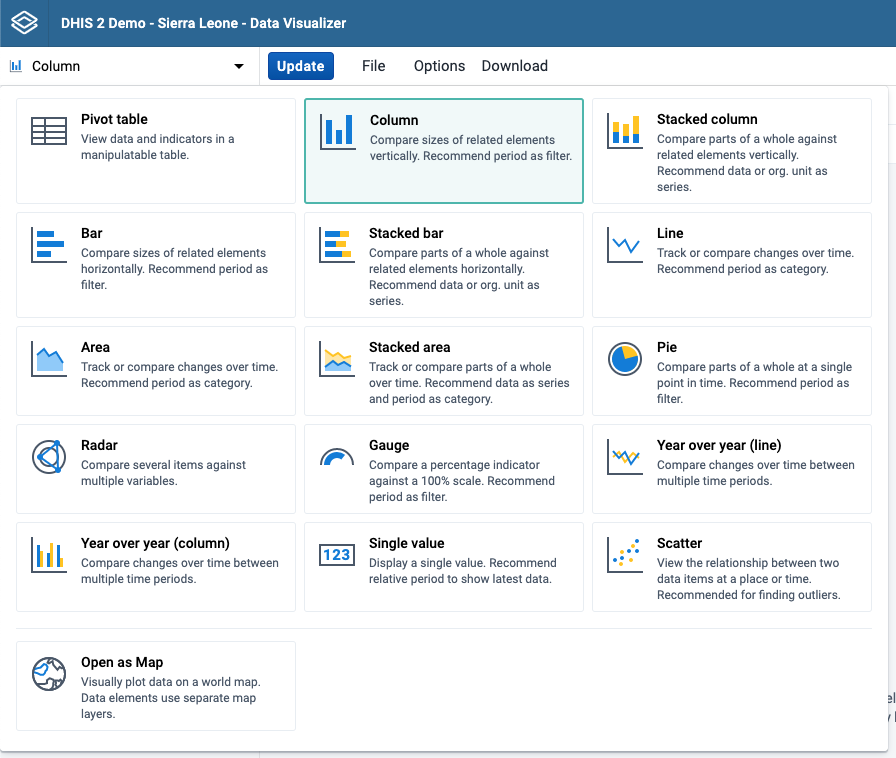 DHIS 2 Demo - Sierra Leone - Data Visualizer
Column
Update
File
Options
Download
Pivot table
View data and indicators in a
manipulatable table.
Column
Compare sizes of related elements
vertically. Recommend period as filter.
Stacked column
Compare parts of a whole against
related elements vertically.
Recommend data or org. unit as
series.
Bar
Compare sizes of related elements
horizontally. Recommend period as
filter.
Stacked bar
Compare parts of a whole against
related elements horizontally.
Recommend data or org. unit as
series.
Line
Track or compare changes over time.
Recommend period as category.
Area
Track or compare changes over time.
Recommend period as category.
Stacked area
Track or compare parts of a whole
over time. Recommend data as series
and period as category.
Pie
Compare parts of a whole at a single
point in time. Recommend period as
filter.
Radar
Compare several items against
multiple variables.
Gauge
Compare a percentage indicator
against a 100% scale. Recommend
period as filter.
Year over year (line)
Compare changes over time between
multiple time periods.
Year over year (column)
Compare changes over time between
multiple time periods.
123
Single value
Display a single value. Recommend
relative period to show latest data.
Scatter
View the relationship between two
data items at a place or time.
Recommended for finding outliers.
Open as Map
Visually plot data on a world map.
Data elements use separate map
layers.